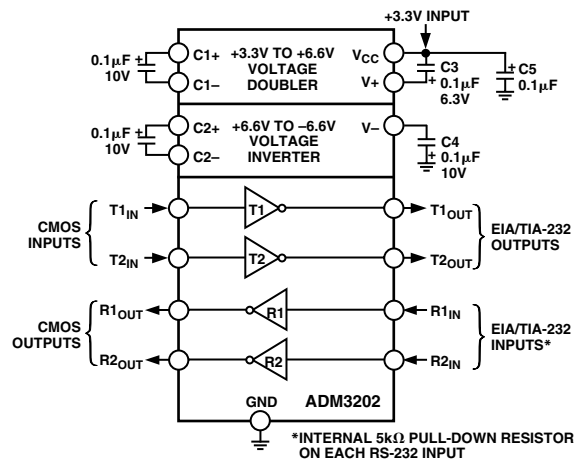 +3.3V INPUT
0.1μF
10V
+
C1+
C1–
+3.3V TO +6.6V
VOLTAGE
DOUBLER
VCC
V+
C3
+ 0.1μF
6.3V
+ C5
0.1μF
0.1μF
10V
+
C2+
C2–
+6.6V TO –6.6V
VOLTAGE
INVERTER
V–
C4
+ 0.1μF
10V
CMOS
INPUTS
T1IN
T2IN
T1
T2
T1OUT
T2OUT
EIA/TIA-232
OUTPUTS
CMOS
OUTPUTS
R1OUT
R2OUT
R1
R2
R1IN
R2IN
EIA/TIA-232
INPUTS*
GND
ADM3202
*INTERNAL 5kΩ PULL-DOWN RESISTOR
ON EACH RS-232 INPUT